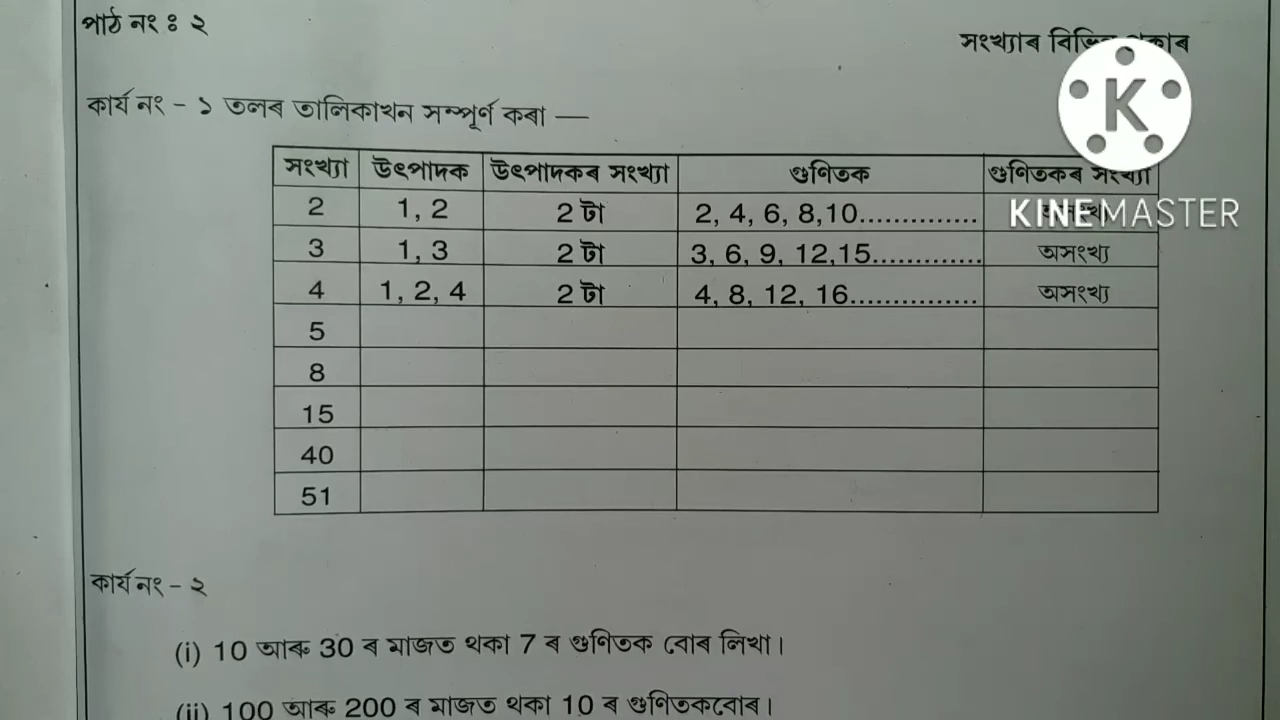 পাঠ নং ঃ ২
সংখ্যাৰ বিভিন্ন প্ৰকাৰ
কাৰ্য নং - ১ তলৰ তালিকাখন সম্পূৰ্ণ কৰা —
সংখ্যা উৎপাদক উৎপাদকৰ সংখ্যা গুণিতক গুণিতকৰ সংখ্যা
2 1, 2 2 টা 2, 4, 6, 8,10..............
3 1, 3 2 টা 3, 6, 9, 12,15............. অসংখ্য
4 1, 2, 4 2 টা 4, 8, 12, 16................ অসংখ্য
5
8
15
40
51
K
KINEMASTER
কাৰ্য নং - ২
(i) 10 আৰু 30 ৰ মাজত থকা 7 ৰ গুণিতক বোৰ লিখা।
(ii) 100 আৰু 200 ৰ মাজত থকা 10 ৰ গুণিতকবোৰ।